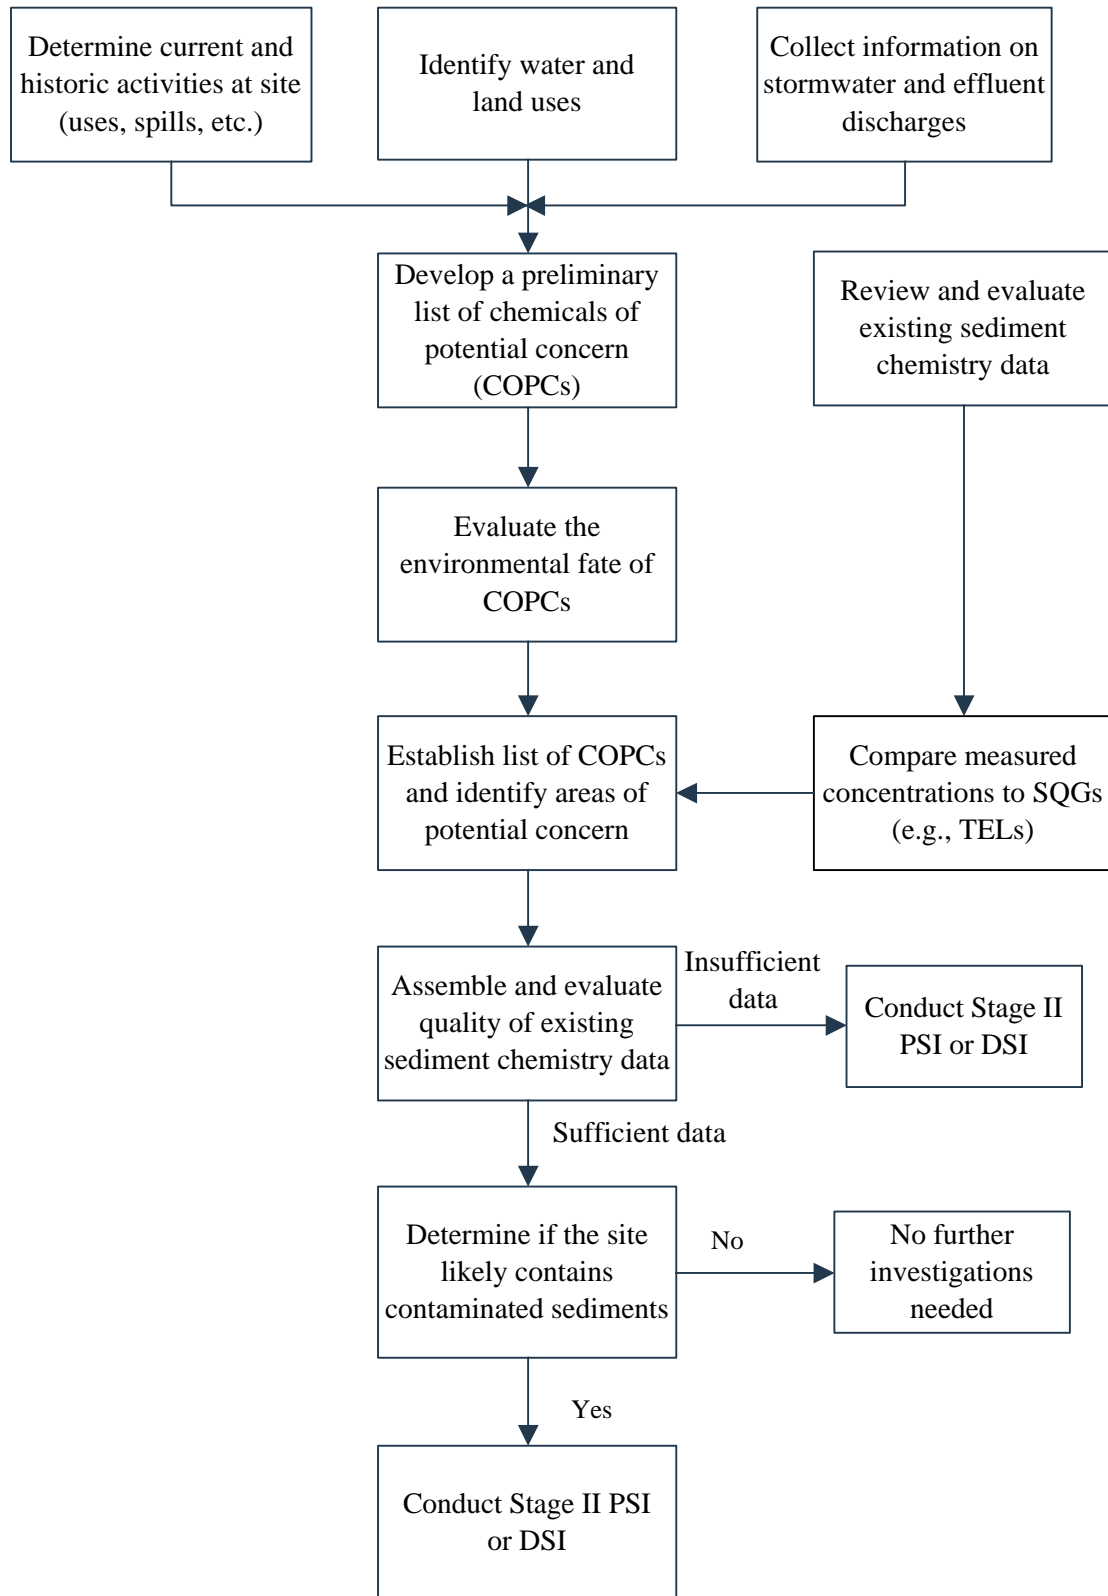 Determine current and
historic activities at site
(uses, spills, etc.)
Identify water and
land uses
Collect information on
stormwater and effluent
discharges
Develop a preliminary
list of chemicals of
potential concern
(COPCs)
Review and evaluate
existing sediment
chemistry data
Evaluate the
environmental fate of
COPCs
Establish list of COPCs
and identify areas of
potential concern
Compare measured
concentrations to SQGs
(e.g., TELs)
Assemble and evaluate
quality of existing
sediment chemistry data
Insufficient
data
Conduct Stage II
PSI or DSI
Sufficient data
Determine if the site
likely contains
contaminated sediments
No
No further
investigations
needed
Yes
Conduct Stage II PSI
or DSI